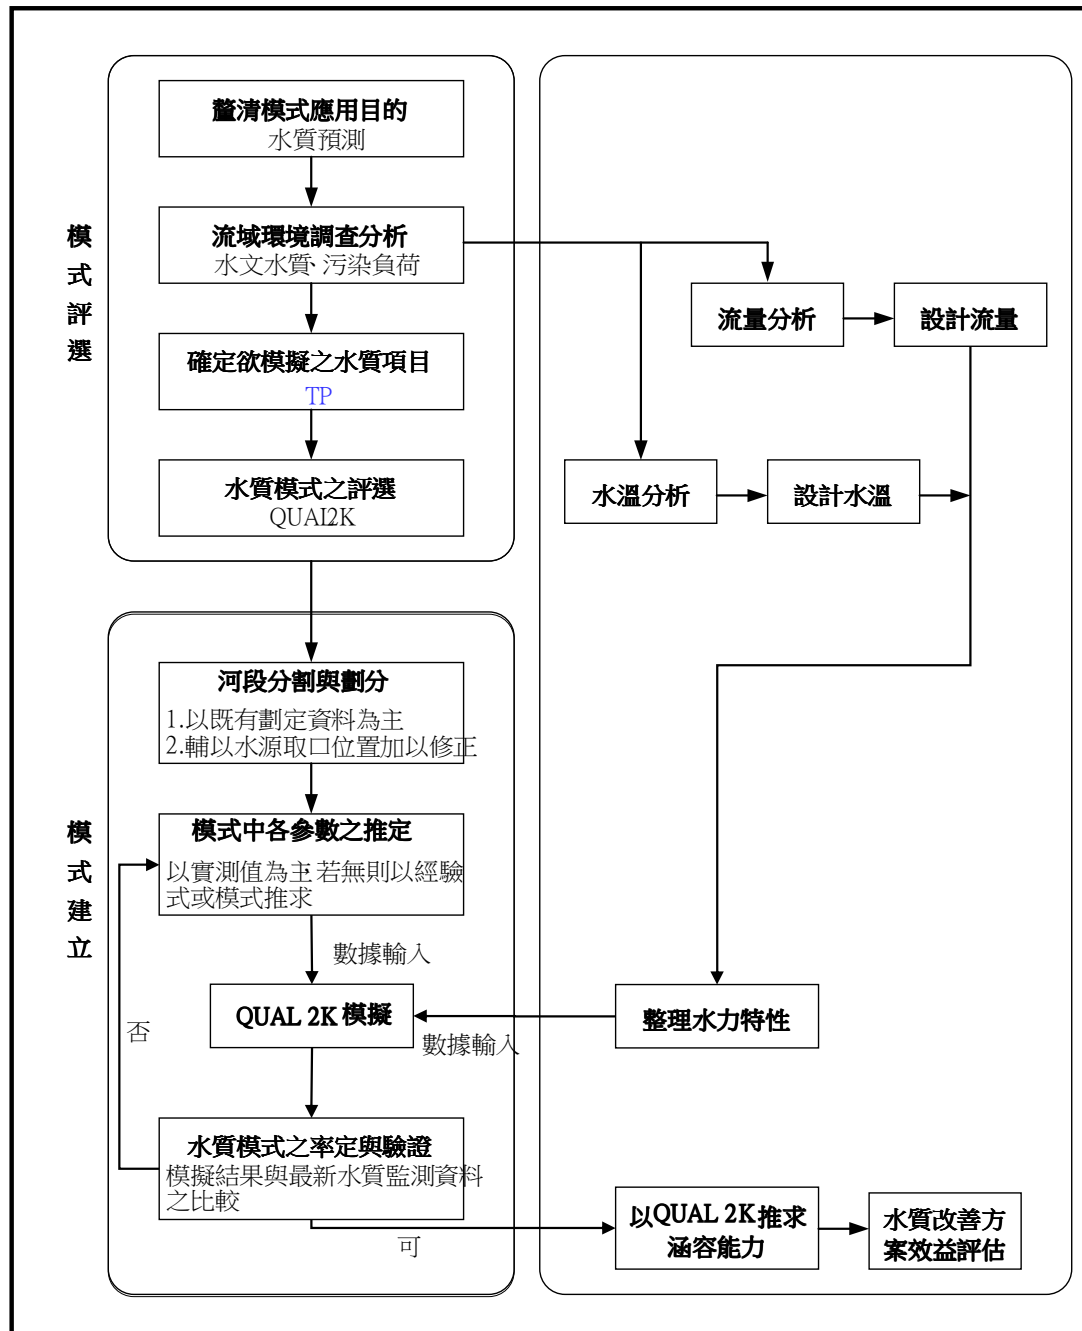 模式評選
釐清模式應用目的
水質預測
流域環境調查分析
水文水質、污染負荷
確定欲模擬之水質項目
TP
水質模式之評選
QUAL2K
流量分析
設計流量
水溫分析
設計水溫
模式建立
河段分割與劃分
1.以既有劃定資料為主
2.輔以水源取口位置加以修正
模式中各參數之推定
以實測值為主,若無則以經驗
式或模式推求
數據輸入
QUAL 2K 模擬
數據輸入
整理水力特性
否
水質模式之率定與驗證
模擬結果與最新水質監測資料
之比較
可
以QUAL 2K推求
涵容能力
水質改善方
案效益評估